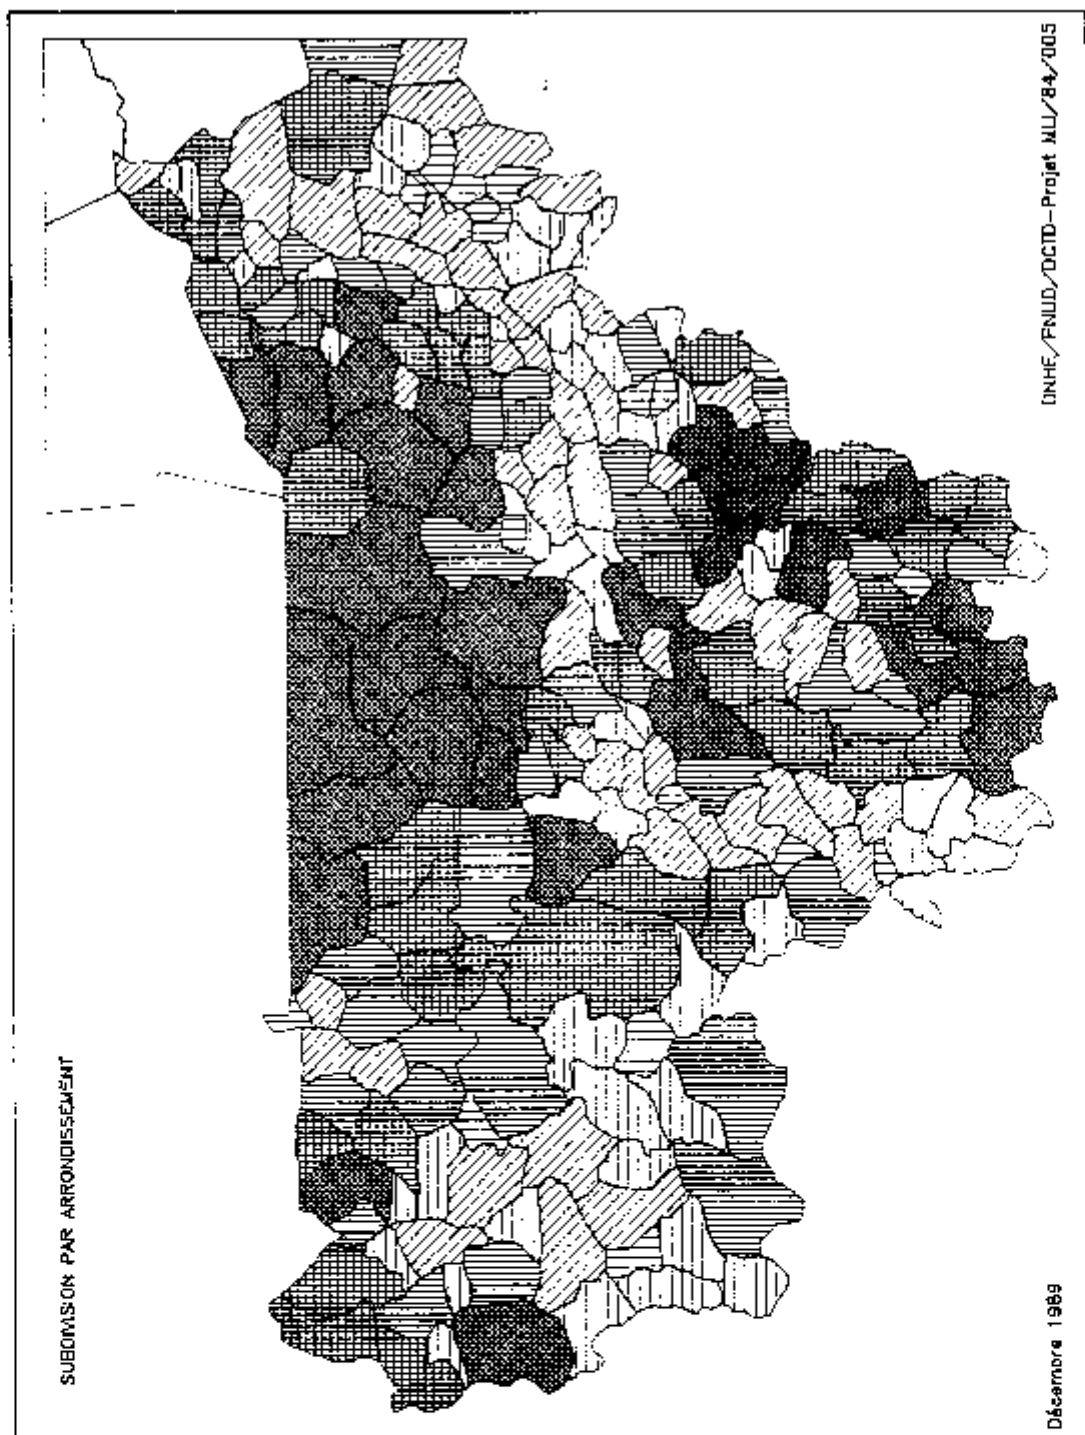 SUBDIVISION PAR ARRONDISSEMENT
Décembre 1989
DNHE/PNUD/DCTD-Projet MLI/84/005